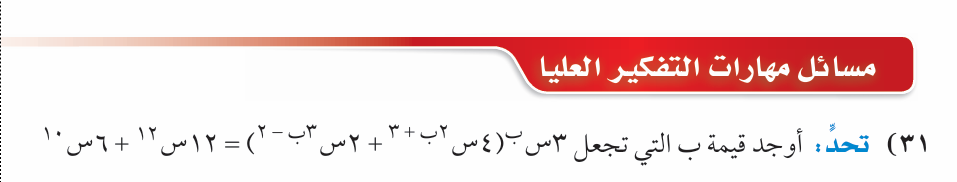 مسائل مهارات التفكير العليا
٣١) تحدٍّ: أوجد قيمة ب التي تجعل ٣س^ب(٤س^٢ب + ٣ + ٢س^٣ب − ٢) = ١٢س^١٢ + ٦س^١٠